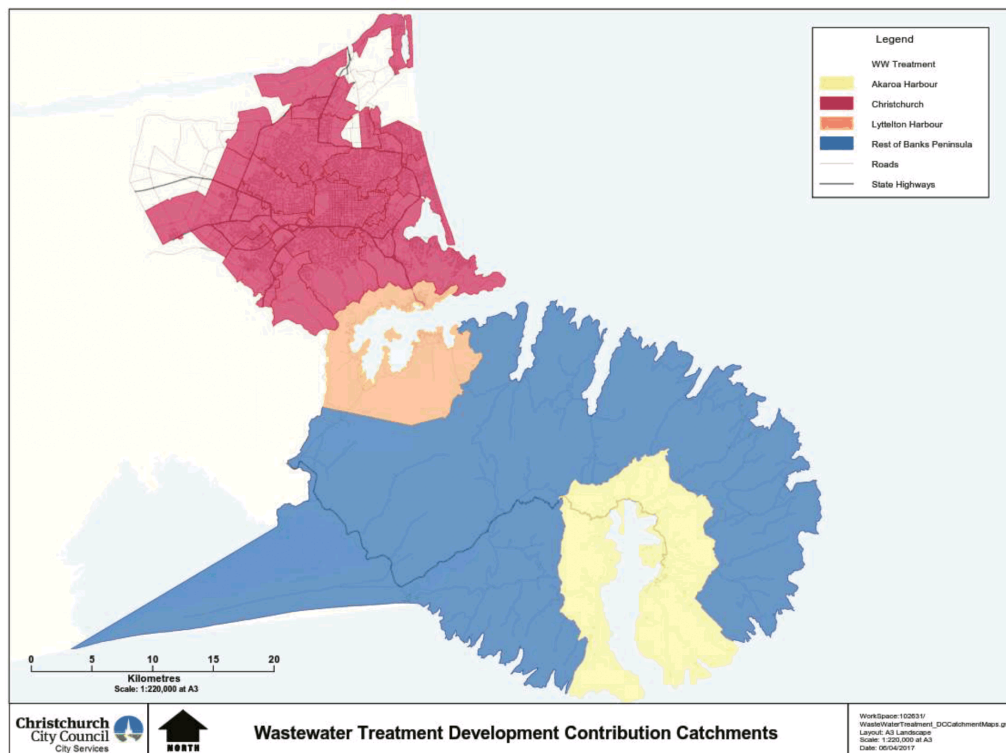 Legend
WW Treatment
Akaroa Harbour
Christchurch
Lyttelton Harbour
Rest of Banks Peninsula
Roads
State Highways
0 5 10 15 20
Kilometres
Scale: 1:220,000 at A3
Christchurch
City Council
City Services
NORTH
Wastewater Treatment Development Contribution Catchments
WorkSpace:102631/
WasteWaterTreatment_DCCatchmentMaps.gws
Layout: A3 Landscape
Scale: 1:220,000 at A3
Date: 06/04/2017